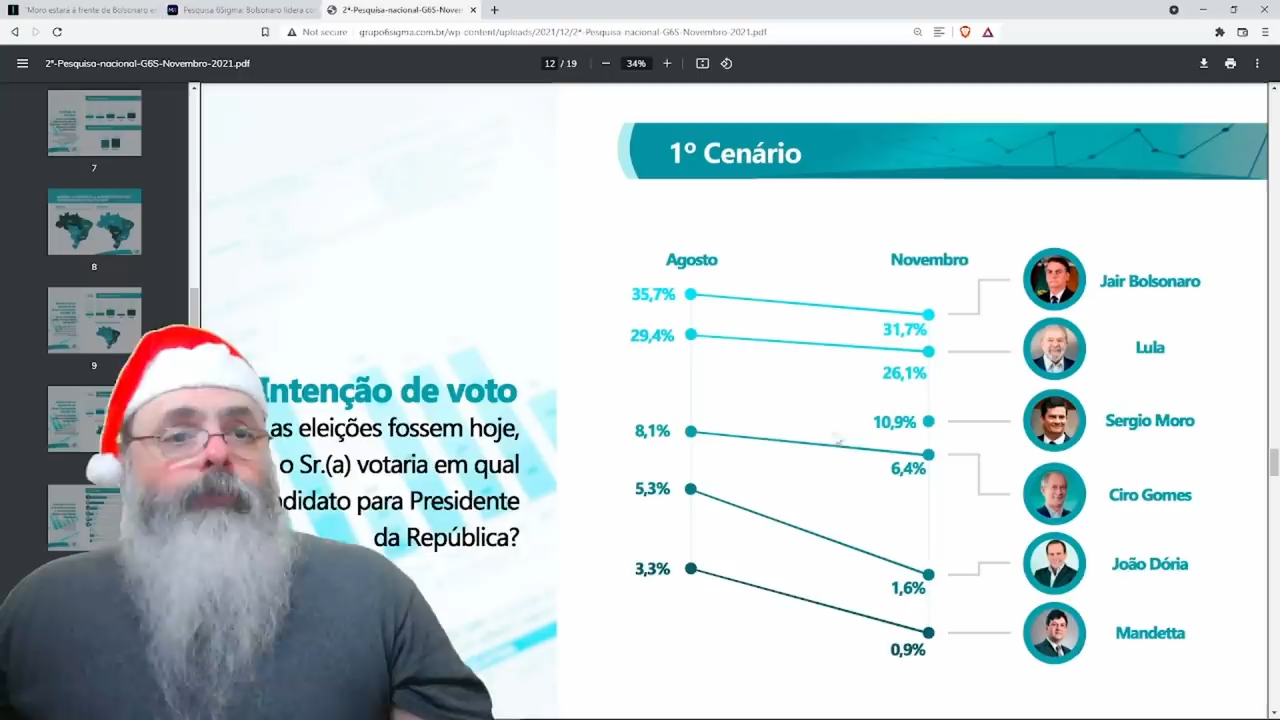 "Moro estará à frente de Bolsonaro e
Pesquisa 6Sigma: Bolsonaro lidera co
2ª-Pesquisa-nacional-G6S-Nove
Not secure
grupo6sigma.com.br/wp-content/uploads/2021/12/2ª-Pesquisa-nacional-G6S-Novembro-2021.pdf
2ª-Pesquisa-nacional-G6S-Novembro-2021.pdf
12 / 19
34%
7
8
9
1º Cenário
Intenção de voto
as eleições fossem hoje,
o Sr.(a) votaria em qual
didato para Presidente
da República?
Agosto
Novembro
35,7%
31,7%
Jair Bolsonaro
29,4%
26,1%
Lula
10,9%
Sergio Moro
8,1%
6,4%
Ciro Gomes
5,3%
1,6%
João Dória
3,3%
0,9%
Mandetta